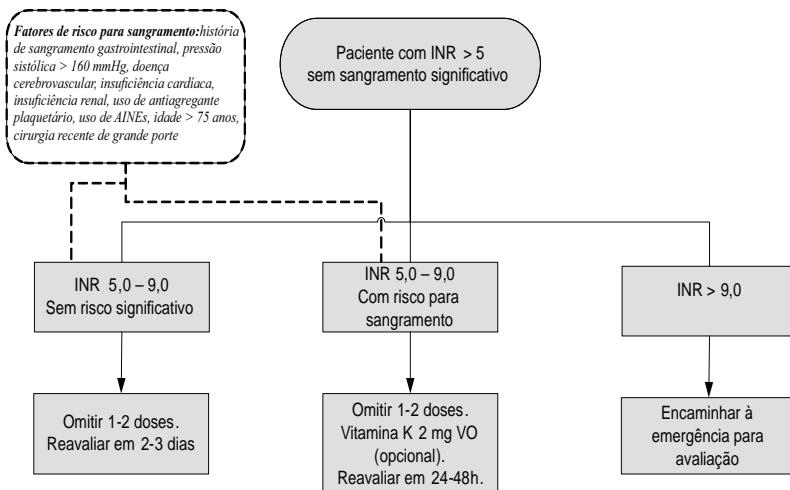 Fatores de risco para sangramento:história
de sangramento gastrointestinal, pressão
sistólica > 160 mmHg, doença
cerebrovascular, insuficiência cardíaca,
insuficiência renal, uso de antiagregante
plaquetário, uso de AINEs, idade > 75 anos,
cirurgia recente de grande porte
Paciente com INR > 5
sem sangramento significativo
INR 5,0 – 9,0
Sem risco significativo
INR 5,0 – 9,0
Com risco para
sangramento
INR > 9,0
Omitir 1-2 doses.
Reavaliar em 2-3 dias
Omitir 1-2 doses.
Vitamina K 2 mg VO
(opcional).
Reavaliar em 24-48h.
Encaminhar à
emergência para
avaliação